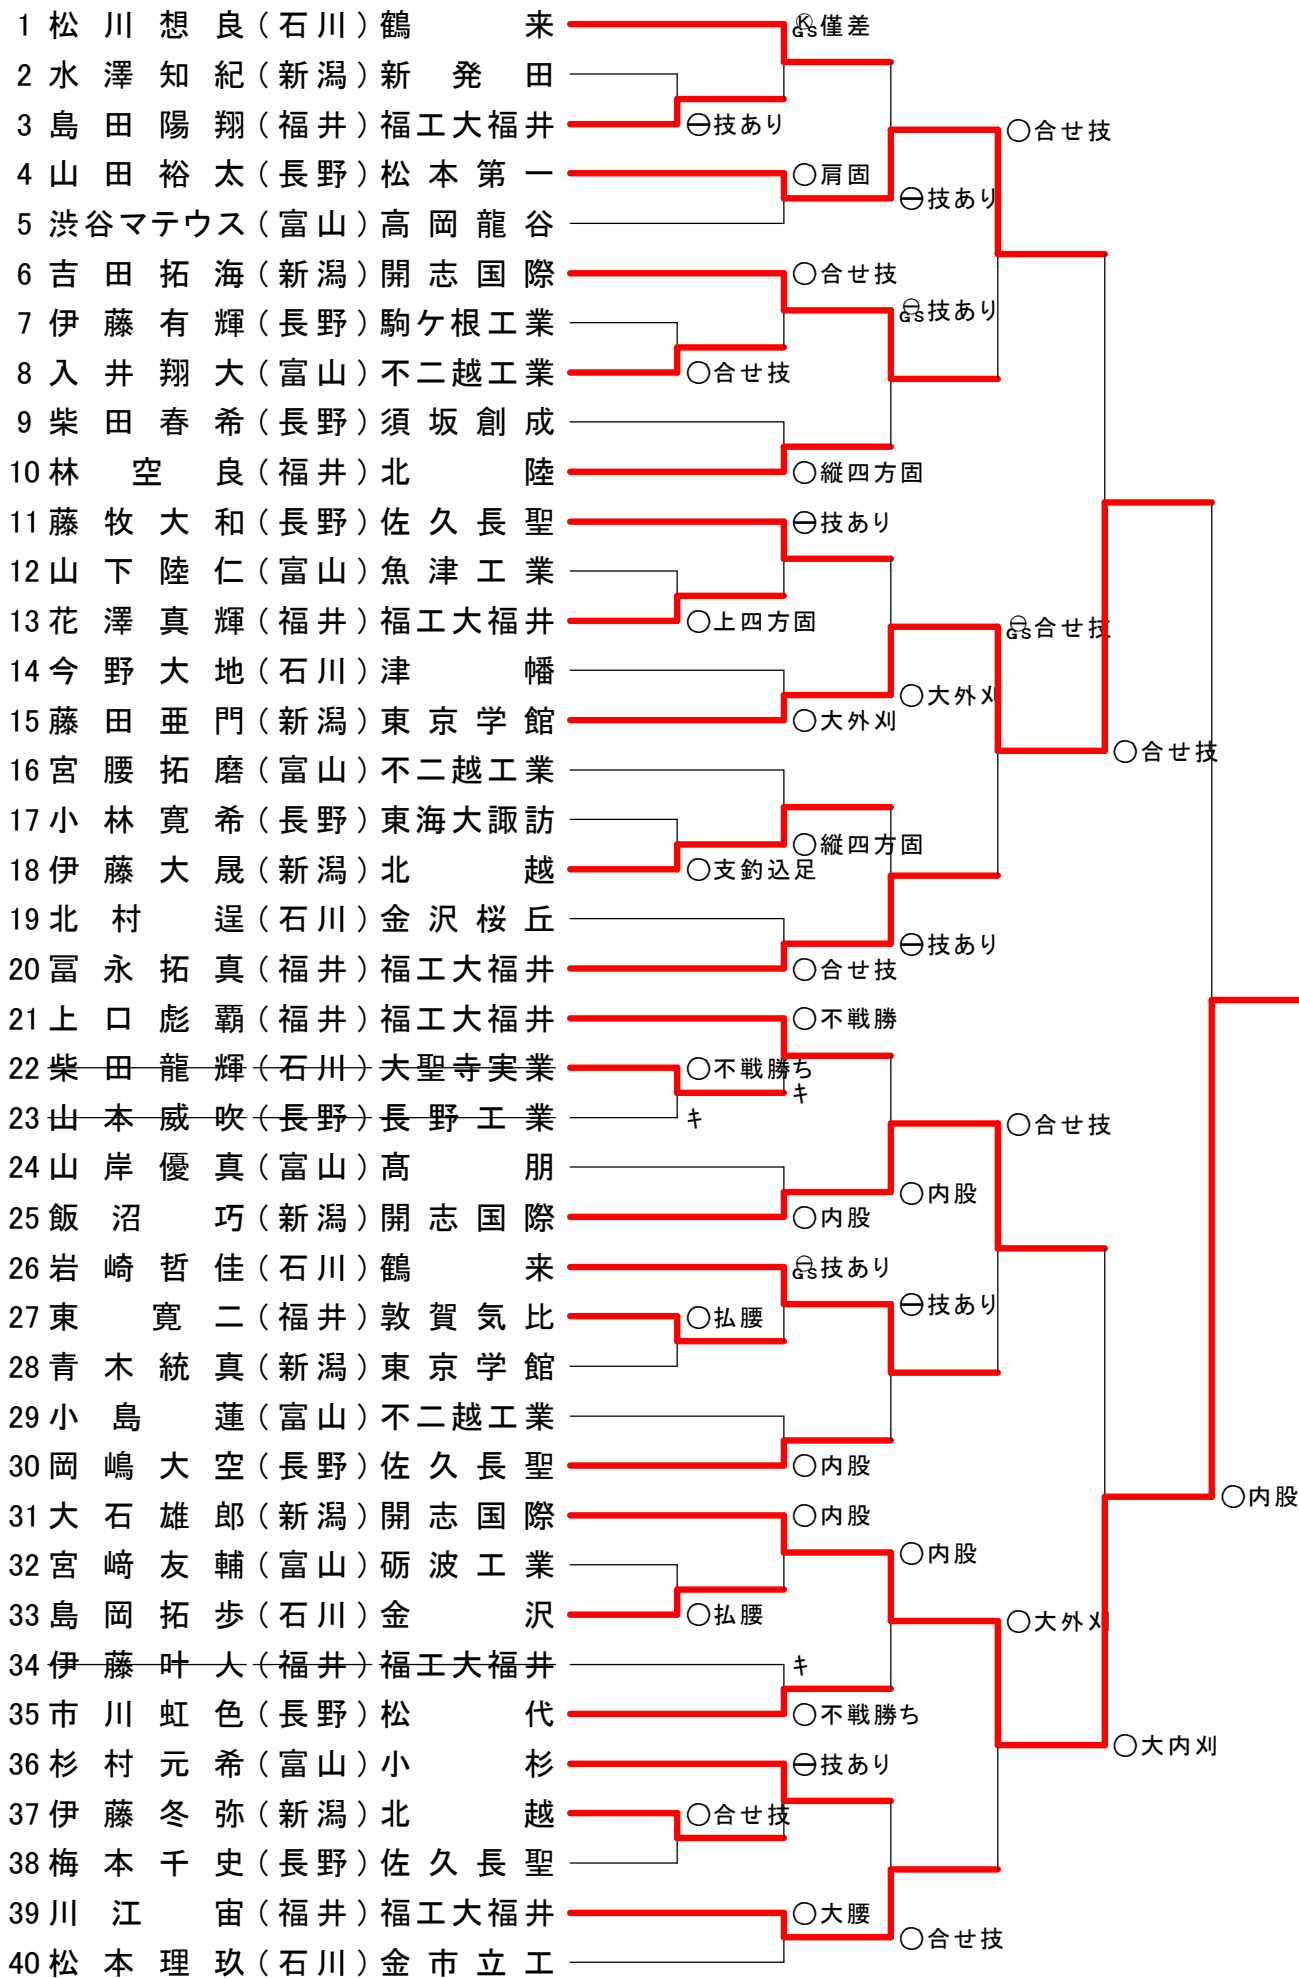 1 松川想良（石川）鶴来
僅差
2 水澤知紀（新潟）新発田
3 島田陽翔（福井）福工大福井
技あり
○合せ技
4 山田裕太（長野）松本第一
○肩固
技あり
5 渋谷マテウス（富山）高岡龍谷
6 吉田拓海（新潟）開志国際
○合せ技
GS技あり
7 伊藤有輝（長野）駒ケ根工業
8 入井翔大（富山）不二越工業
○合せ技
9 柴田春希（長野）須坂創成
10 林空良（福井）北陸
○縦四方固
11 藤牧大和（長野）佐久長聖
技あり
12 山下陸仁（富山）魚津工業
13 花澤真輝（福井）福工大福井
○上四方固
GS合せ技
14 今野大地（石川）津幡
○大外刈
15 藤田亜門（新潟）東京学館
○大外刈
○合せ技
16 宮腰拓磨（富山）不二越工業
17 小林寛希（長野）東海大諏訪
○縦四方固
18 伊藤大晟（新潟）北越
○支釣込足
19 北村逞（石川）金沢桜丘
技あり
20 冨永拓真（福井）福工大福井
○合せ技
21 上口彪覇（福井）福工大福井
○不戦勝
22 柴田龍輝（石川）大聖寺実業
○不戦勝ち
キ
23 山本威吹（長野）長野工業
キ
○合せ技
24 山岸優真（富山）髙朋
○内股
25 飯沼巧（新潟）開志国際
○内股
26 岩崎哲佳（石川）鶴来
GS技あり
27 東寛二（福井）敦賀気比
○払腰
技あり
28 青木統真（新潟）東京学館
29 小島蓮（富山）不二越工業
30 岡嶋大空（長野）佐久長聖
○内股
○内股
31 大石雄郎（新潟）開志国際
○内股
32 宮﨑友輔（富山）砺波工業
○内股
33 島岡拓歩（石川）金沢
○払腰
○大外刈
34 伊藤叶人（福井）福工大福井
キ
35 市川虹色（長野）松代
○不戦勝ち
○大内刈
36 杉村元希（富山）小杉
技あり
37 伊藤冬弥（新潟）北越
○合せ技
38 梅本千史（長野）佐久長聖
39 川江宙（福井）福工大福井
○大腰
○合せ技
40 松本理玖（石川）金市立工